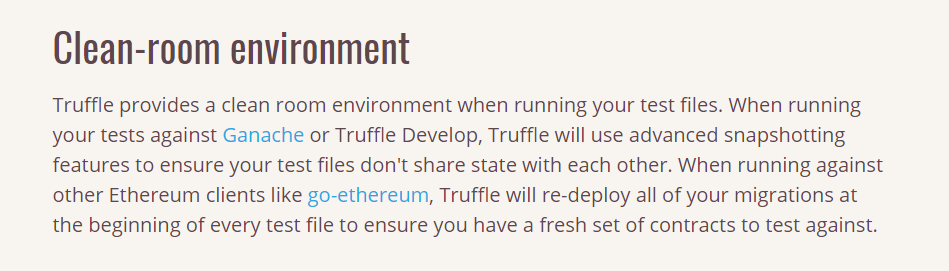 Clean-room environment
Truffle provides a clean room environment when running your test files. When running
your tests against Ganache or Truffle Develop, Truffle will use advanced snapshotting
features to ensure your test files don't share state with each other. When running against
other Ethereum clients like go-ethereum, Truffle will re-deploy all of your migrations at
the beginning of every test file to ensure you have a fresh set of contracts to test against.